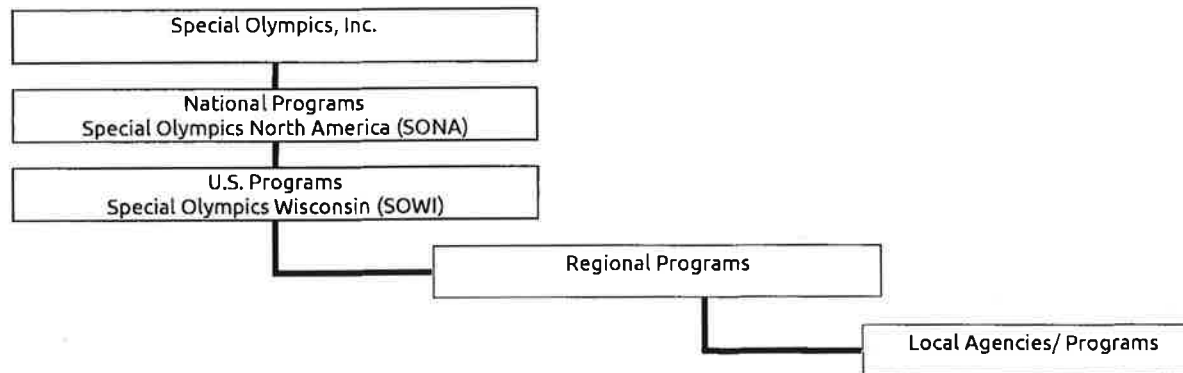 Special Olympics, Inc.
National Programs
Special Olympics North America (SONA)
U.S. Programs
Special Olympics Wisconsin (SOWI)
Regional Programs
Local Agencies/ Programs